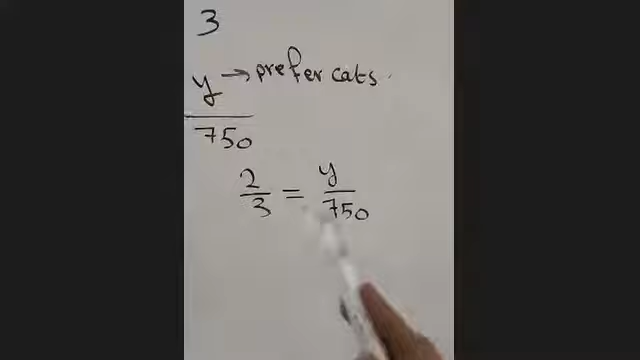 3
y → prefer cats.
750
2/3 = y/750